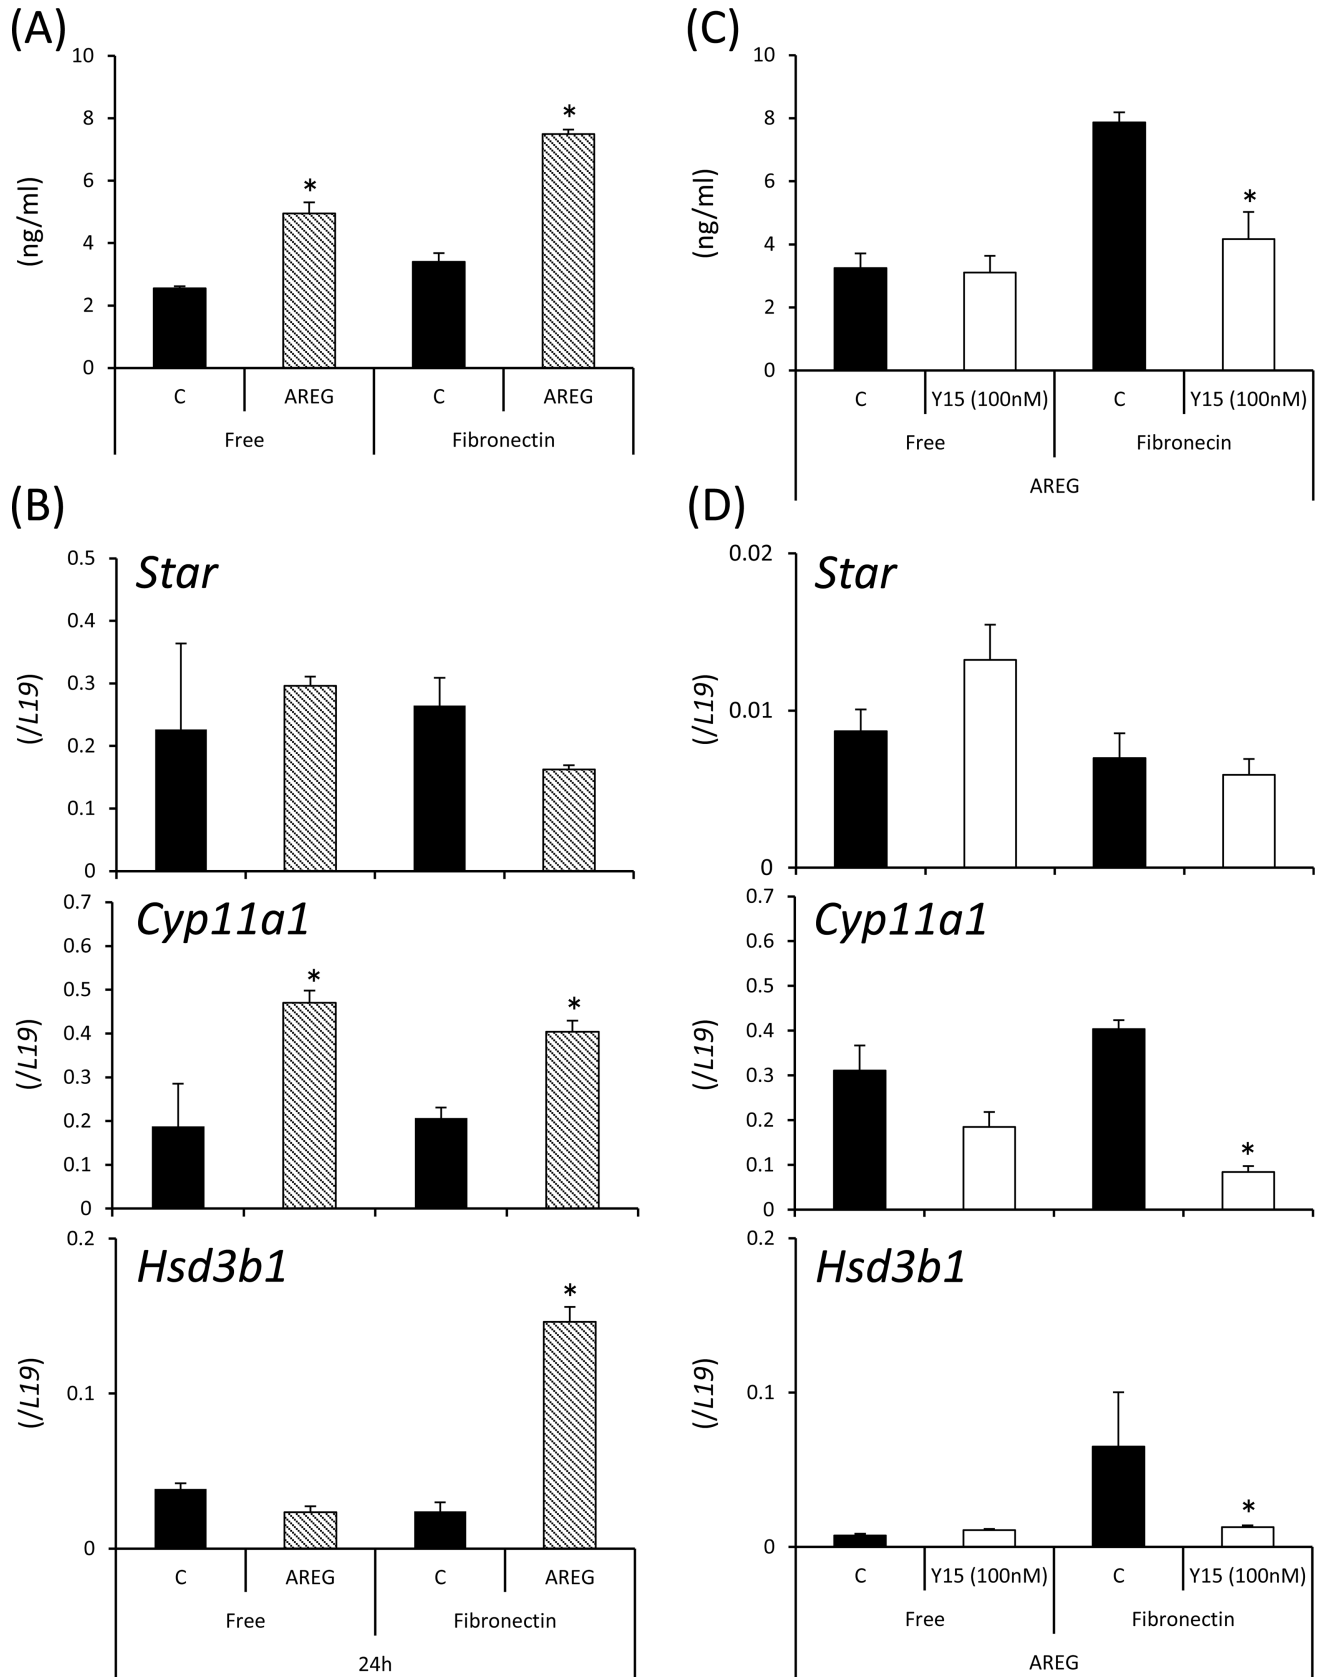 (A)
10
8
6
4
2
0
(ng/ml)
*
*
C
AREG
C
AREG
Free
Fibronectin
(C)
10
8
6
4
2
0
(ng/ml)
*
C
Y15 (100nM)
C
Y15 (100nM)
Free
Fibronecin
AREG
(B)
Star
0.5
0.4
0.3
0.2
0.1
0
(/L19)
Cyp11a1
0.7
0.6
0.5
0.4
0.3
0.2
0.1
0
(/L19)
*
*
Hsd3b1
0.2
0.1
0
(/L19)
*
C
AREG
C
AREG
Free
Fibronectin
24h
(D)
Star
0.02
0.01
0
(/L19)
Cyp11a1
0.7
0.6
0.5
0.4
0.3
0.2
0.1
0
(/L19)
*
Hsd3b1
0.2
0.1
0
(/L19)
*
C
Y15 (100nM)
C
Y15 (100nM)
Free
Fibronectin
AREG